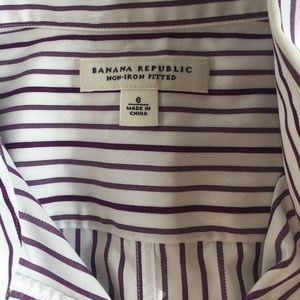 BANANA REPUBLIC
NON-IRON FITTED
6
MADE IN
CHINA